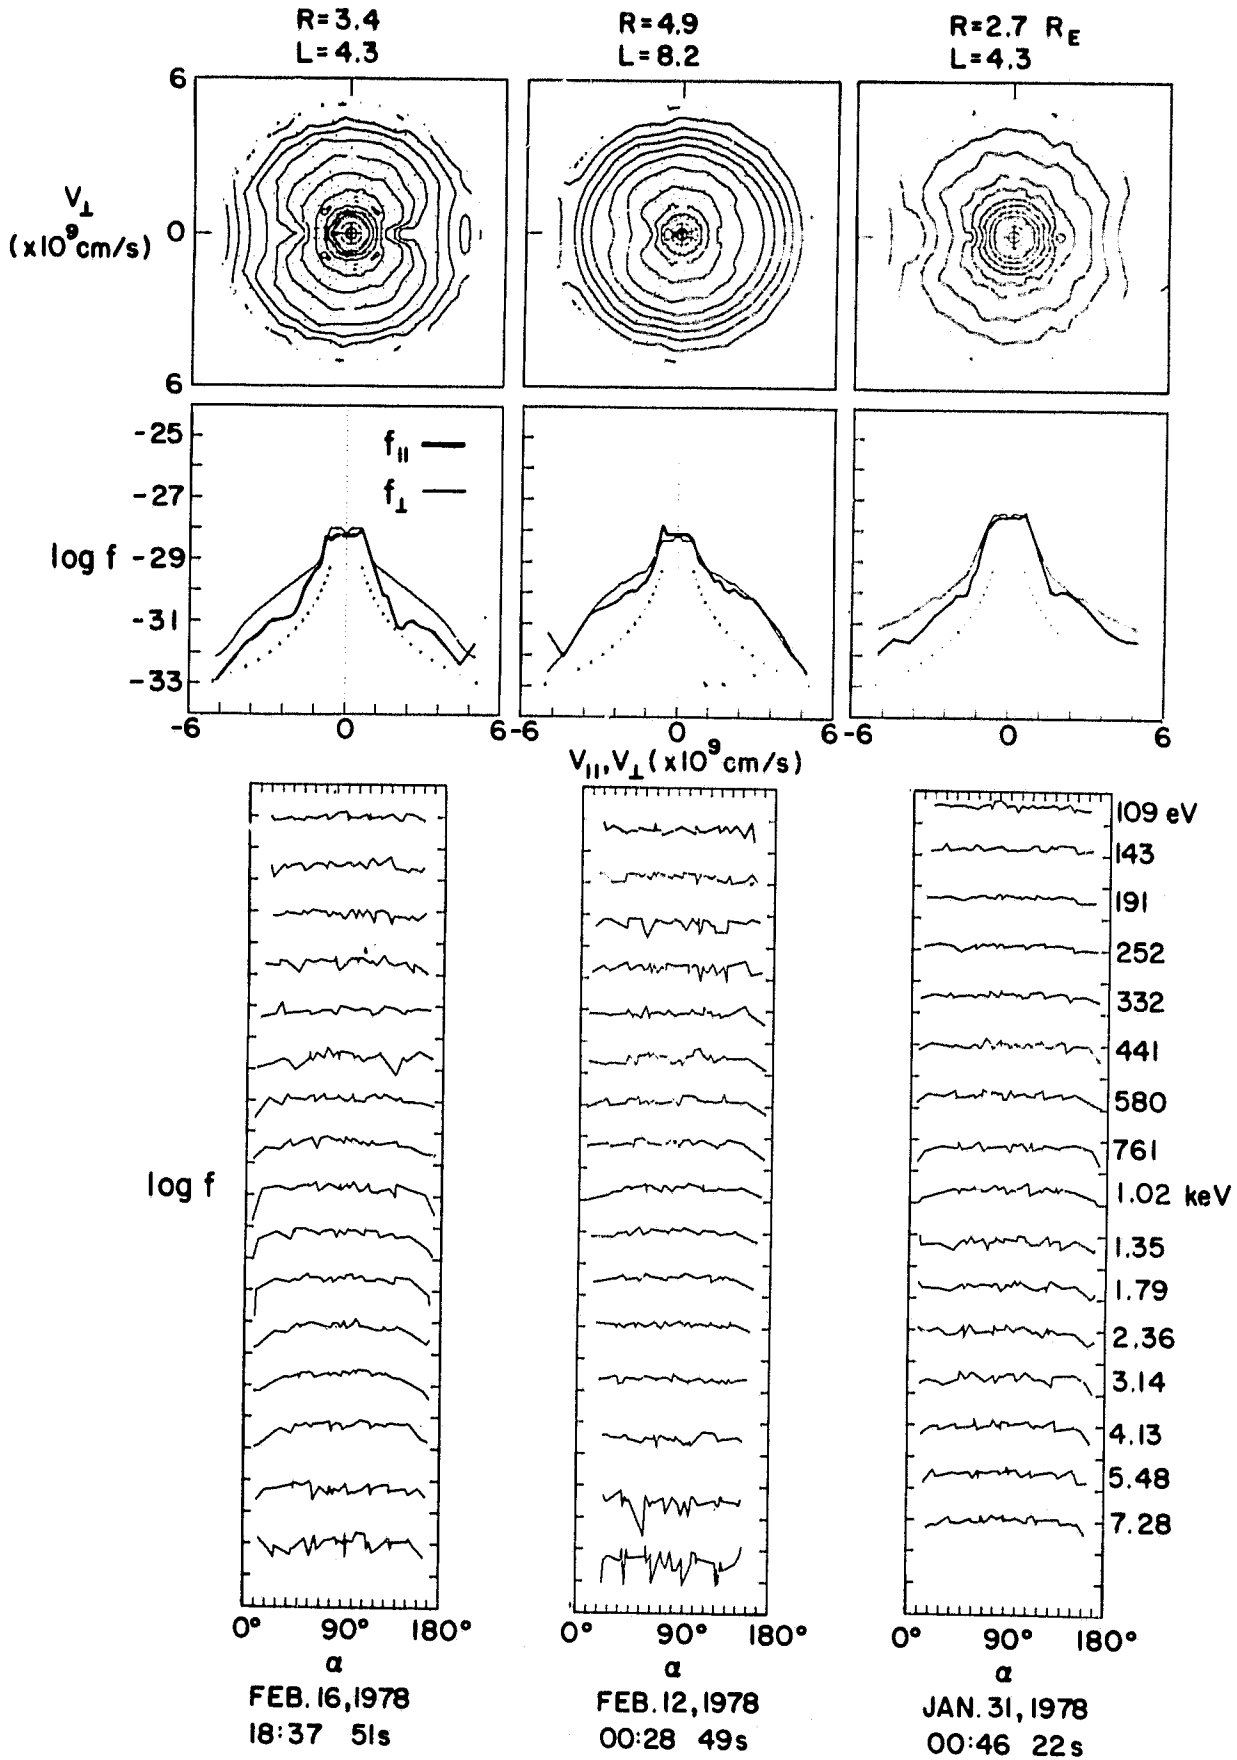 R=3.4
L=4.3
R=4.9
L=8.2
R=2.7 R_E
L=4.3
6
V⊥
(x10⁹cm/s)
0
6
-25
-27
log f -29
-31
-33
f||
f⊥
-6 0 6
-6 0 6
-6 0 6
V||,V⊥(x10⁹cm/s)
109 eV
143
191
252
332
441
580
761
log f
1.02 keV
1.35
1.79
2.36
3.14
4.13
5.48
7.28
0° 90° 180°
α
FEB. 16, 1978
18:37 51s
0° 90° 180°
α
FEB. 12, 1978
00:28 49s
0° 90° 180°
α
JAN. 31, 1978
00:46 22s